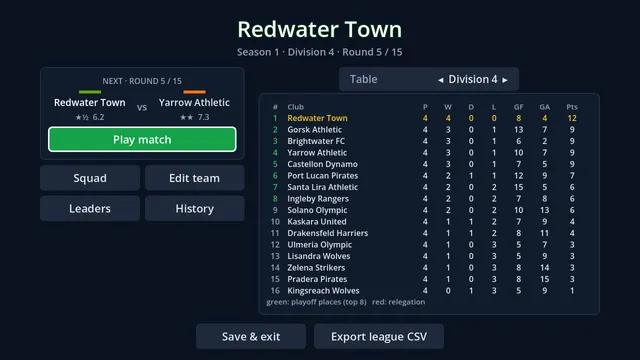 Redwater Town
Season 1 · Division 4 · Round 5 / 15
NEXT · ROUND 5 / 15
Redwater Town vs Yarrow Athletic
★½ 6.2 ★★ 7.3
Play match
Squad Edit team
Leaders History
Table ◂ Division 4 ▸
# Club P W D L GF GA Pts
1 Redwater Town 4 4 0 0 8 4 12
2 Gorsk Athletic 4 3 0 1 13 7 9
3 Brightwater FC 4 3 0 1 6 2 9
4 Yarrow Athletic 4 3 0 1 10 7 9
5 Castellon Dynamo 4 3 0 1 7 5 9
6 Port Lucan Pirates 4 2 1 1 12 9 7
7 Santa Lira Athletic 4 2 0 2 15 5 6
8 Ingleby Rangers 4 2 0 2 7 8 6
9 Solano Olympic 4 2 0 2 10 13 6
10 Kaskara United 4 1 1 2 7 9 4
11 Drakensfeld Harriers 4 1 1 2 8 11 4
12 Ulmeria Olympic 4 1 0 3 5 7 3
13 Lisandra Wolves 4 1 0 3 5 9 3
14 Zelena Strikers 4 1 0 3 8 14 3
15 Pradera Pirates 4 1 0 3 8 15 3
16 Kingsreach Wolves 4 0 1 3 5 9 1
green: playoff places (top 8) red: relegation
Save & exit Export league CSV